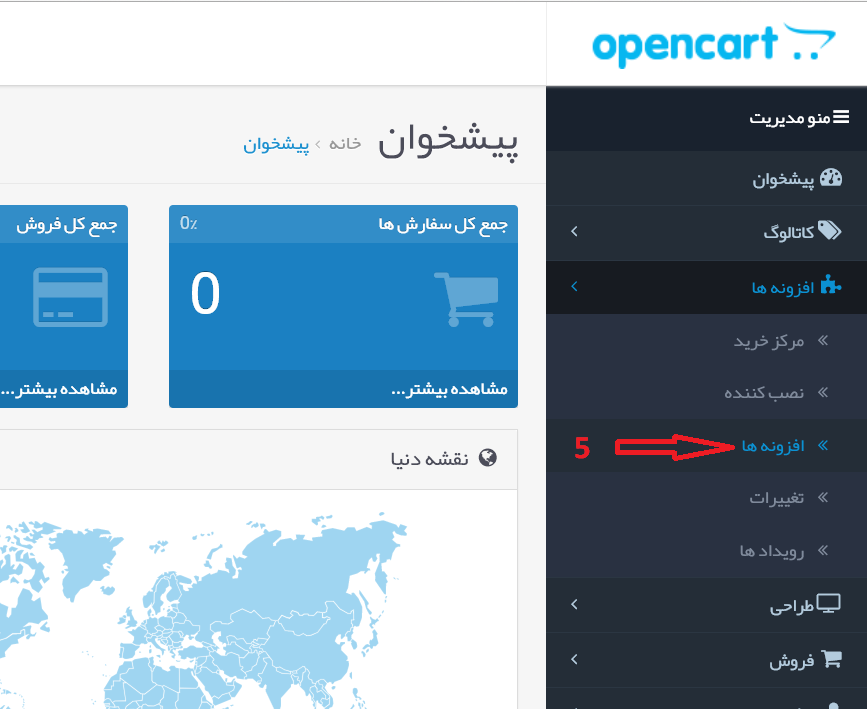 opencart
منو مدیریت
پیشخوان
کاتالوگ
افزونه ها
مرکز خرید
نصب کننده
افزونه ها
5
تغییرات
رویداد ها
طراحی
فروش
پیشخوان
خانه › پیشخوان
جمع کل سفارش ها 0٪
0
مشاهده بیشتر...
جمع کل فروش
مشاهده بیشتر...
نقشه دنیا